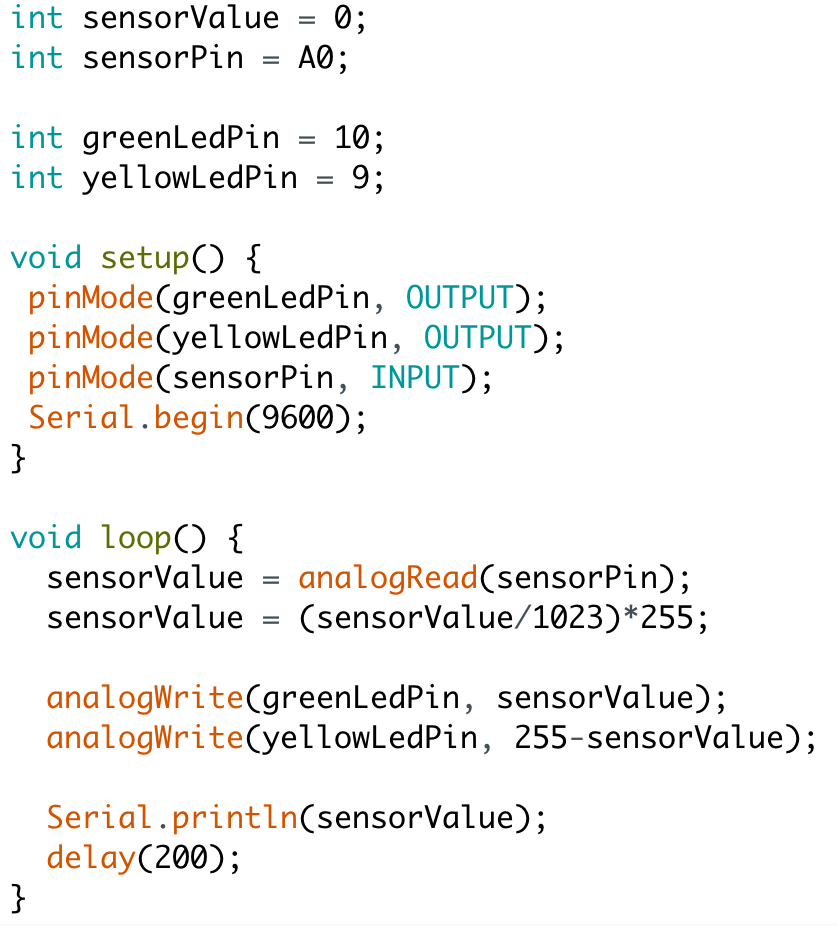 int sensorValue = 0;
int sensorPin = A0;

int greenLedPin = 10;
int yellowLedPin = 9;

void setup() {
 pinMode(greenLedPin, OUTPUT);
 pinMode(yellowLedPin, OUTPUT);
 pinMode(sensorPin, INPUT);
 Serial.begin(9600);
}

void loop() {
  sensorValue = analogRead(sensorPin);
  sensorValue = (sensorValue/1023)*255;

  analogWrite(greenLedPin, sensorValue);
  analogWrite(yellowLedPin, 255-sensorValue);

  Serial.println(sensorValue);
  delay(200);
}